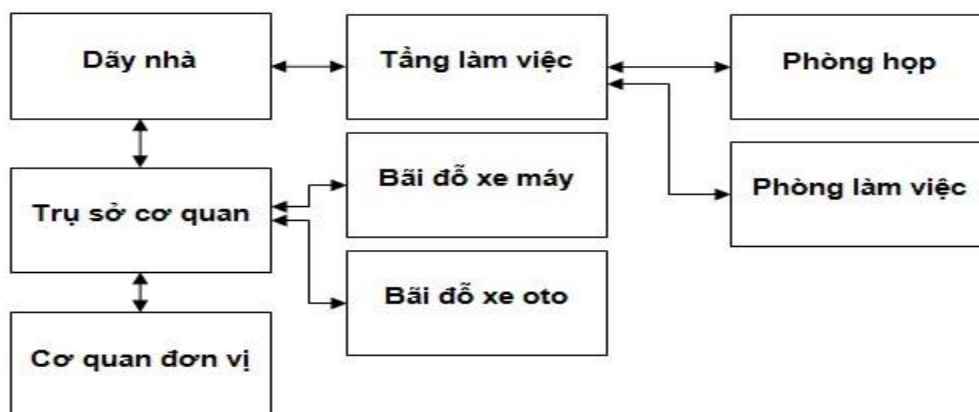 Dãy nhà
Tầng làm việc
Phòng họp
Bãi đỗ xe máy
Phòng làm việc
Trụ sở cơ quan
Bãi đỗ xe oto
Cơ quan đơn vị